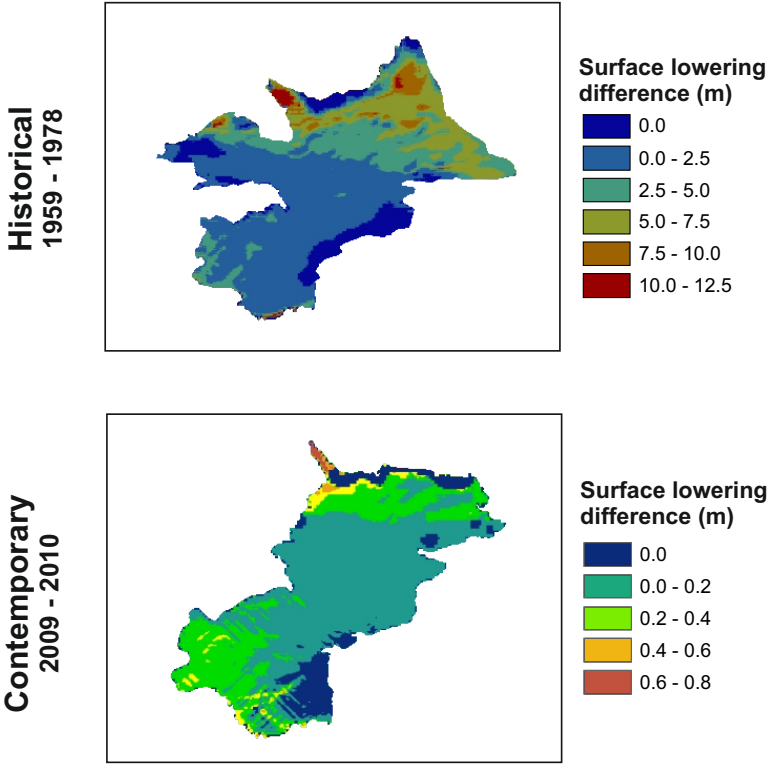 Historical
1959 - 1978
Surface lowering
difference (m)
0.0
0.0 - 2.5
2.5 - 5.0
5.0 - 7.5
7.5 - 10.0
10.0 - 12.5
Contemporary
2009 - 2010
Surface lowering
difference (m)
0.0
0.0 - 0.2
0.2 - 0.4
0.4 - 0.6
0.6 - 0.8